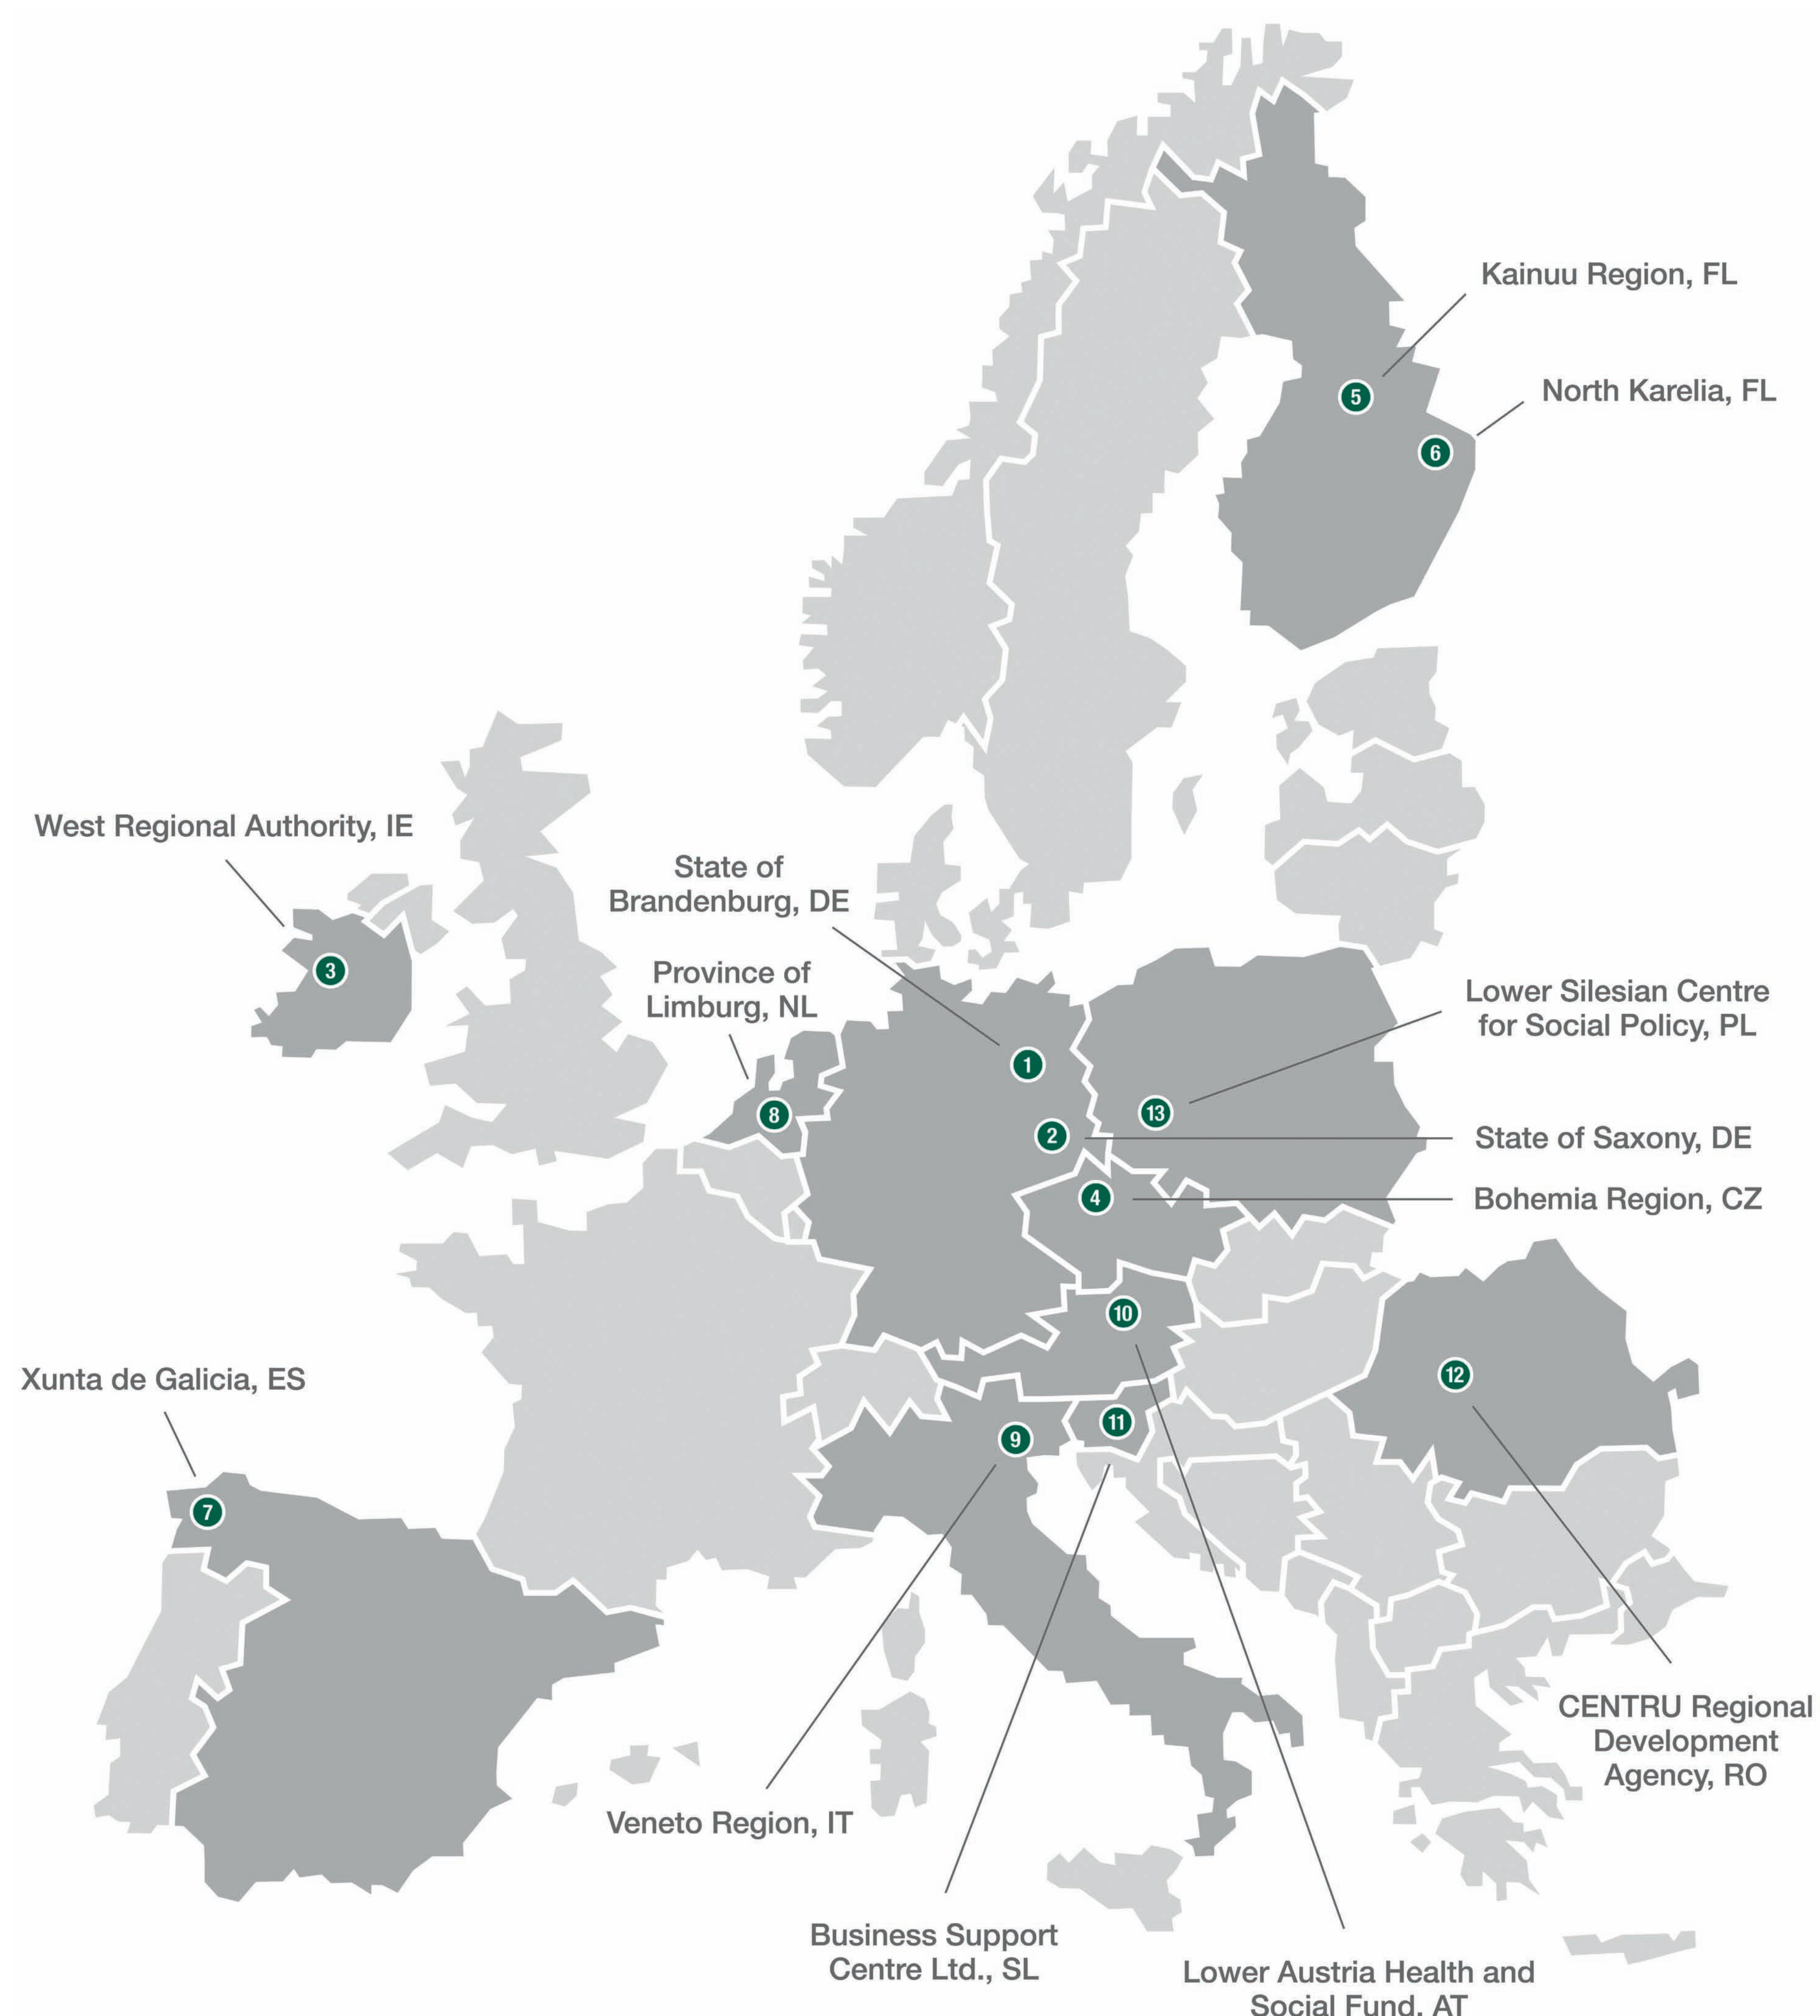 Kainuu Region, FL
5
North Karelia, FL
6
West Regional Authority, IE
3
State of
Brandenburg, DE
1
Province of
Limburg, NL
8
Lower Silesian Centre
for Social Policy, PL
13
2
State of Saxony, DE
4
Bohemia Region, CZ
10
12
Xunta de Galicia, ES
7
11
9
CENTRU Regional
Development
Agency, RO
Veneto Region, IT
Business Support
Centre Ltd., SL
Lower Austria Health and
Social Fund, AT